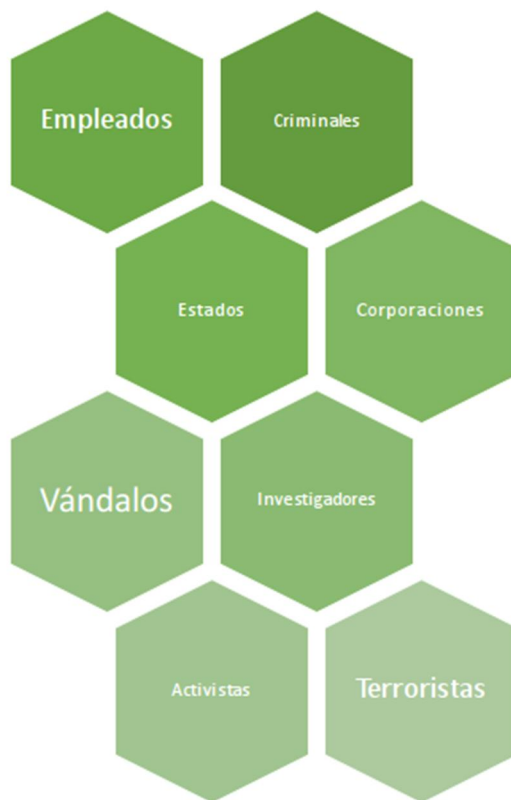 Empleados
Criminales
Estados
Corporaciones
Vándalos
Investigadores
Activistas
Terroristas